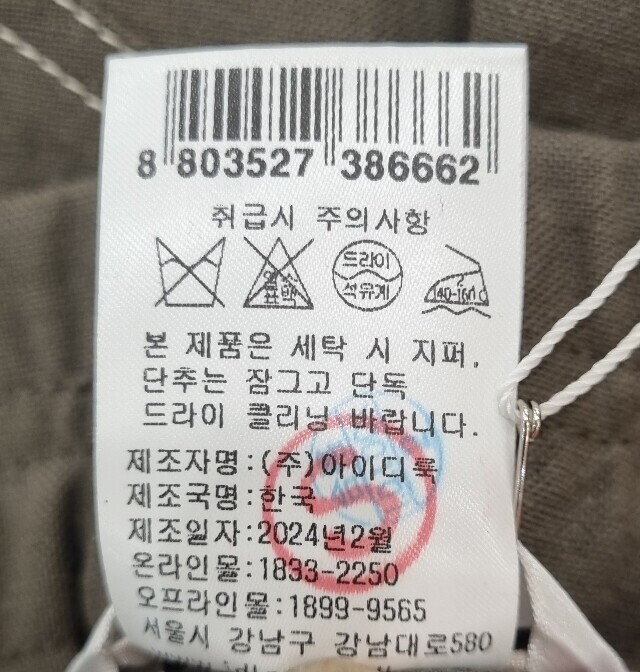 8 803527 386662
취급시 주의사항
드라이
염소
표백
석유계
140-160℃
본 제품은 세탁 시 지퍼,
단추는 잠그고 단독
드라이 클리닝 바랍니다.
제조자명:(주)아이디룩
제조국명:한국
제조일자:2024년2월
온라인몰:1833-2250
오프라인몰:1899-9565
서울시 강남구 강남대로580